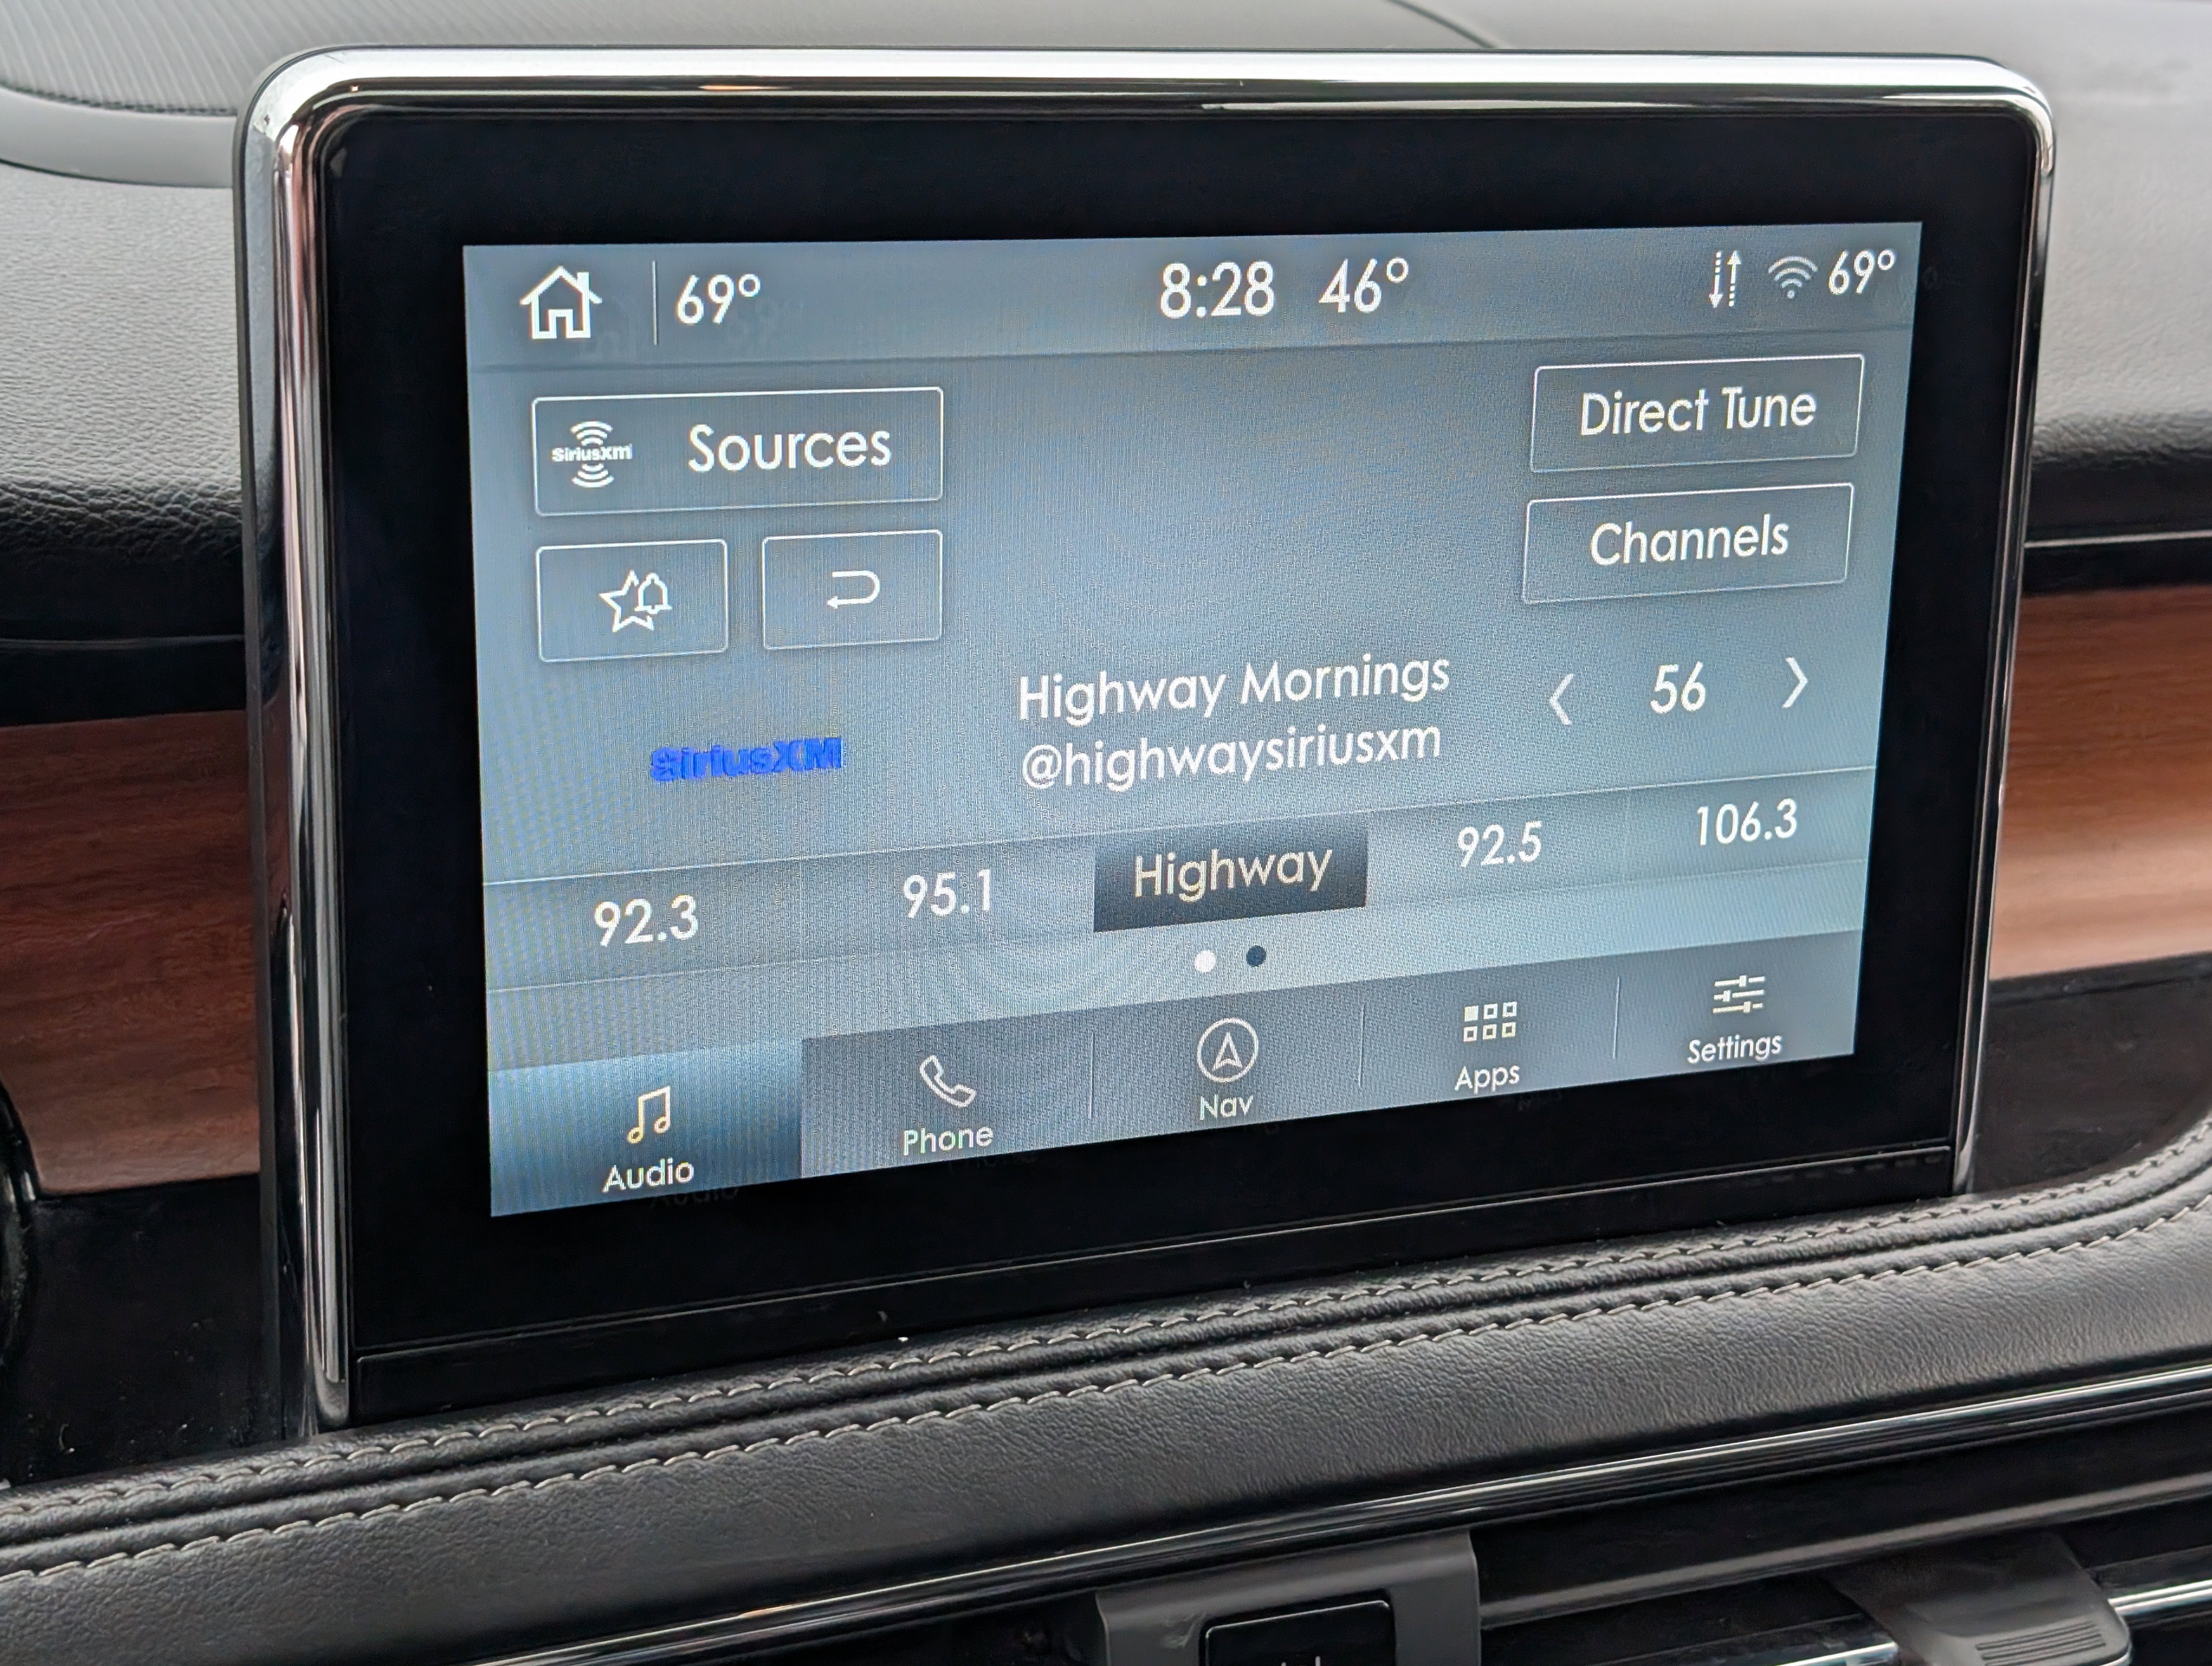 69°
8:28 46°
69°
SiriusXM Sources
Direct Tune
Channels
Highway Mornings
@highwaysiriusxm
56
SiriusXM
92.3 95.1 Highway 92.5 106.3
Audio Phone Nav Apps Settings